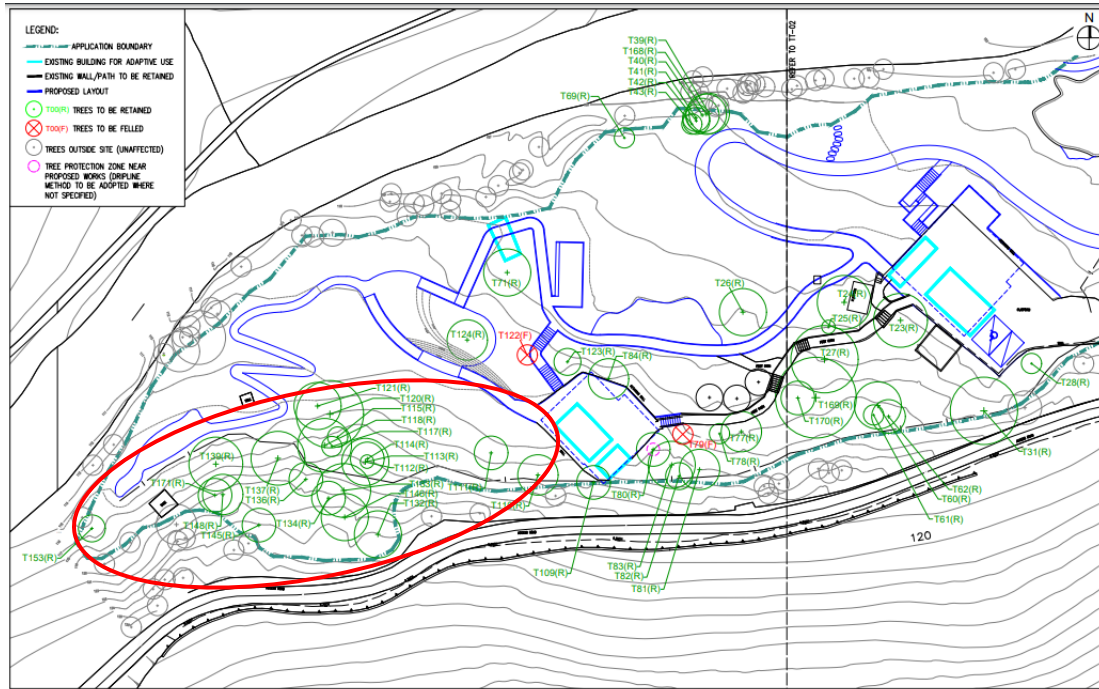 LEGEND:
APPLICATION BOUNDARY
EXISTING BUILDING FOR ADAPTIVE USE
EXISTING WALL/PATH TO BE RETAINED
PROPOSED LAYOUT
T00(R) TREES TO BE RETAINED
T00(F) TREES TO BE FELLED
TREES OUTSIDE SITE (UNAFFECTED)
TREE PROTECTION ZONE NEAR
PROPOSED WORKS (DRIPLINE
METHOD TO BE ADOPTED WHERE
NOT SPECIFIED)
N
REFER TO TT-02
T39(R)
T168(R)
T40(R)
T41(R)
T42(R)
T43(R)
T69(R)
T71(R)
T26(R)
T24(R)
T25(R)
T23(R)
T124(R)
T122(F)
T123(R)
T84(R)
T27(R)
T28(R)
T121(R)
T120(R)
T115(R)
T118(R)
T117(R)
T114(R)
T113(R)
T112(R)
T169(R)
T170(R)
T31(R)
T79(F)
T77(R)
T78(R)
T139(R)
T171(R)
T137(R)
T136(R)
T132(R)
T148(R)
T145(R)
T134(R)
T80(R)
T62(R)
T60(R)
T61(R)
T153(R)
T109(R)
T83(R)
T82(R)
T81(R)
120